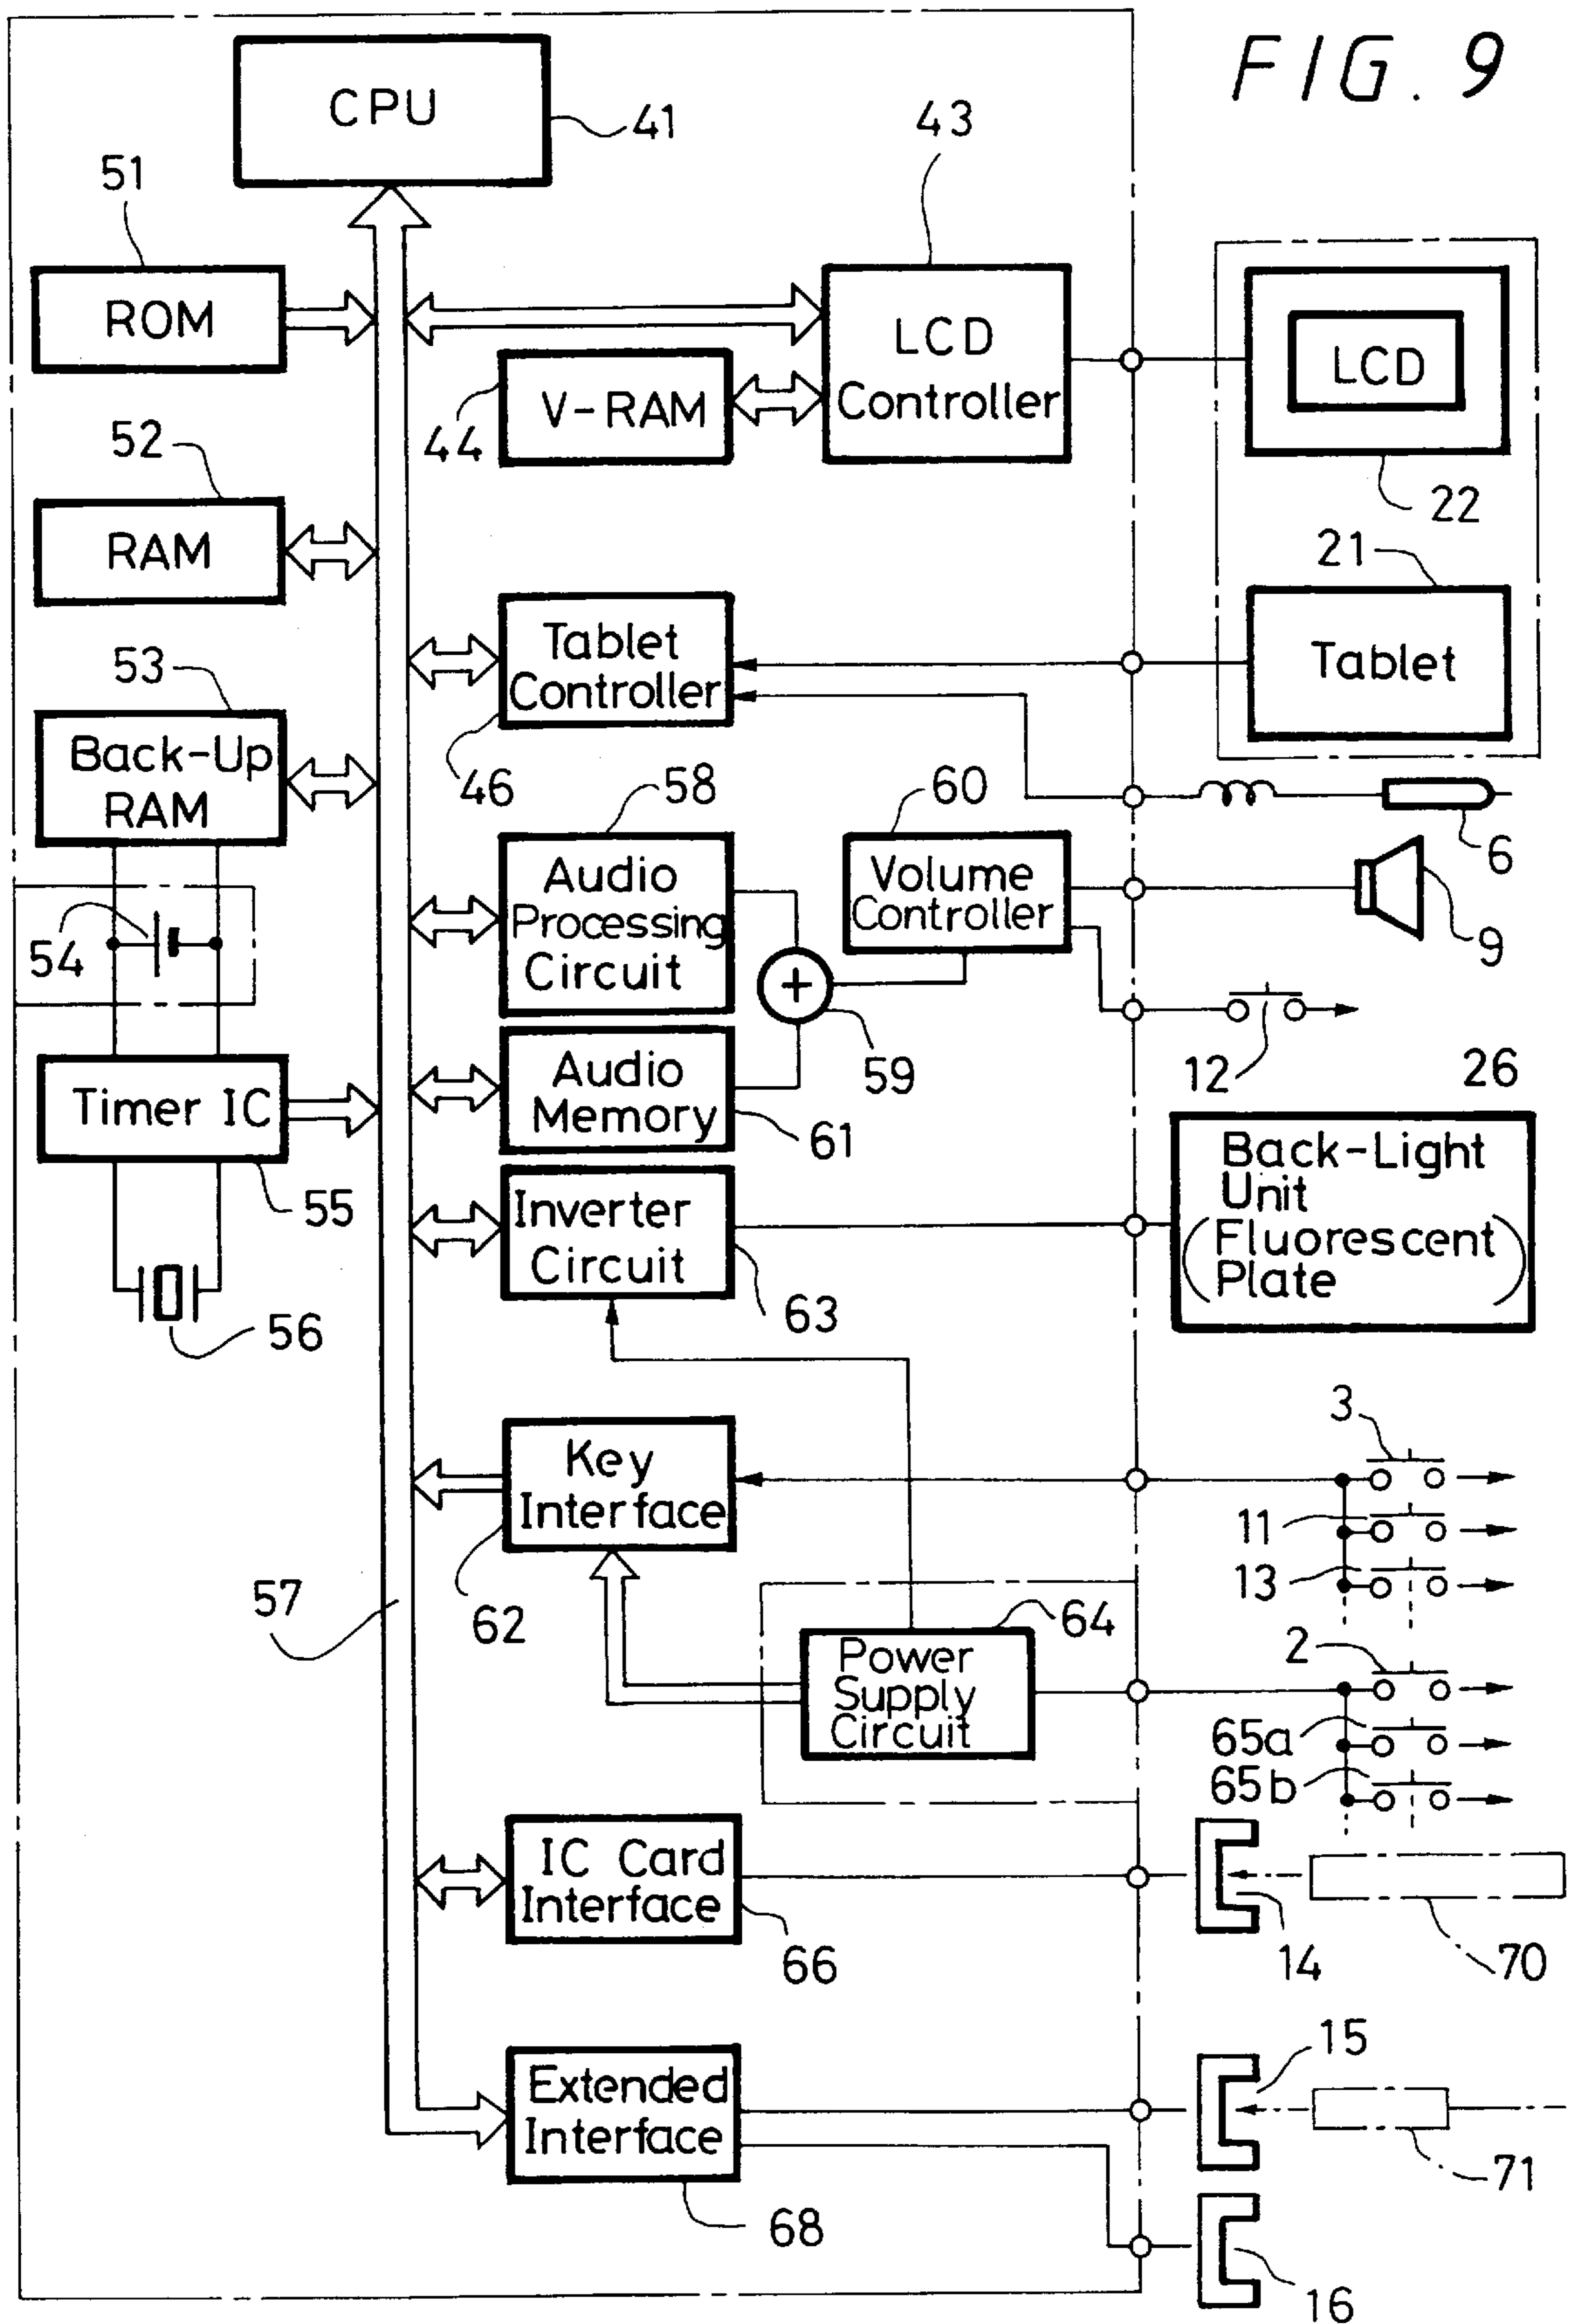 FIG. 9
CPU
41
43
51
ROM
LCD
Controller
LCD
V-RAM
44
22
52
RAM
21
Tablet
Controller
Tablet
46
53
Back-Up
RAM
58
60
6
Audio
Processing
Circuit
Volume
Controller
9
54
+
59
12
26
Timer IC
55
Audio
Memory
61
Back-Light
Unit
(Fluorescent
Plate)
Inverter
Circuit
63
56
3
Key
Interface
11
13
62
57
64
Power
Supply
Circuit
2
65a
65b
IC Card
Interface
66
14
70
15
Extended
Interface
71
68
16